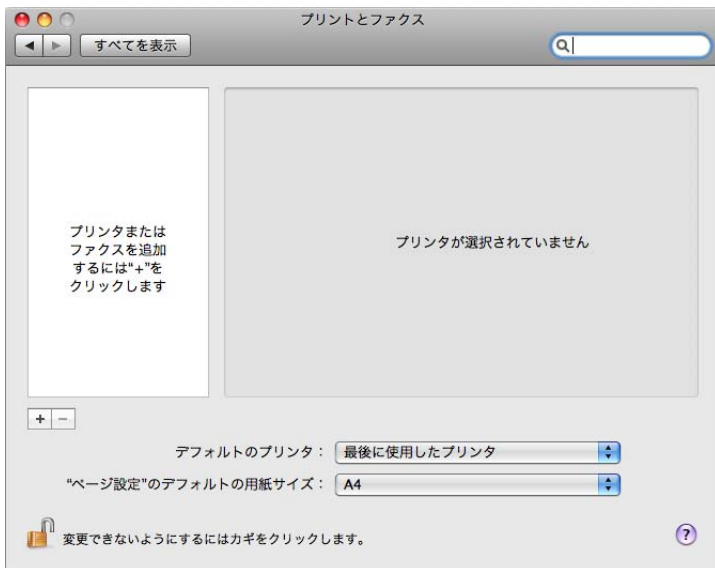 プリントとファクス
すべてを表示
プリンタまたは
ファクスを追加
するには“+”を
クリックします
プリンタが選択されていません
+ −
デフォルトのプリンタ： 最後に使用したプリンタ
“ページ設定”のデフォルトの用紙サイズ： A4
変更できないようにするにはカギをクリックします。
?